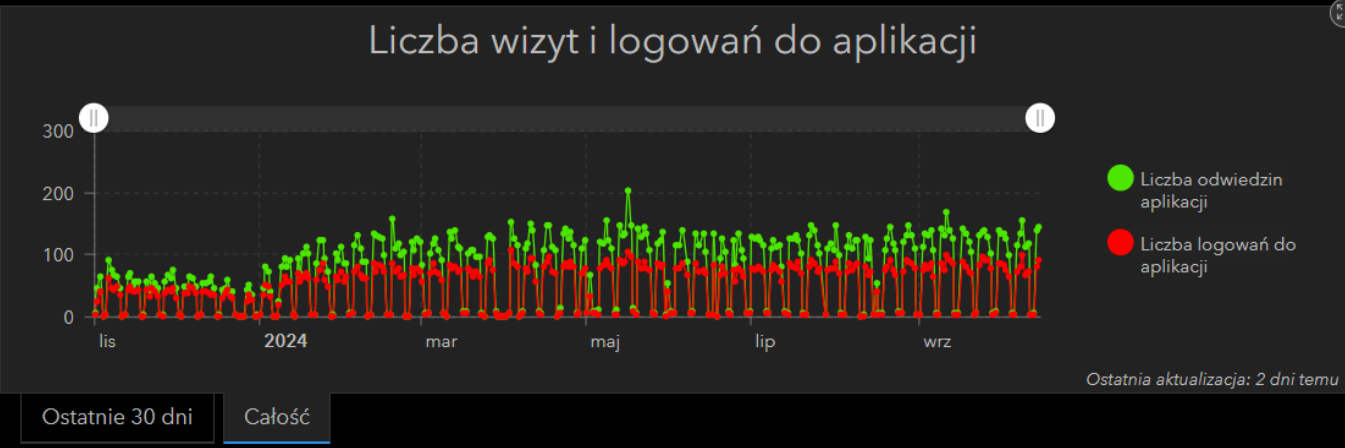 Liczba wizyt i logowań do aplikacji
300
200
100
0
lis
2024
mar
maj
lip
wrz
Liczba odwiedzin
aplikacji
Liczba logowań do
aplikacji
Ostatnia aktualizacja: 2 dni temu
Ostatnie 30 dni
Całość